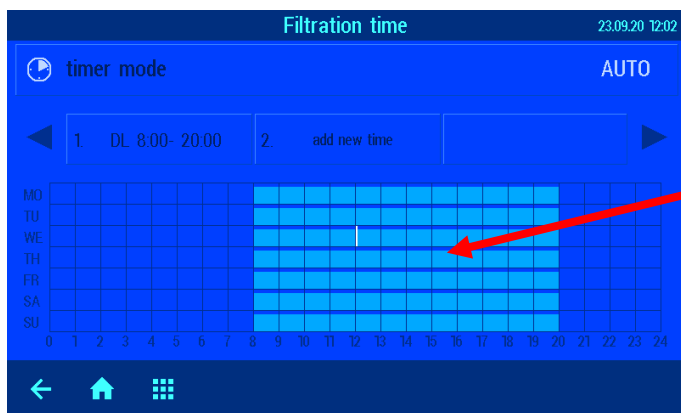 Filtration time
23.09.20 12:02
timer mode
AUTO
1. DL 8:00- 20:00
2. add new time
MO
TU
WE
TH
FR
SA
SU
0 1 2 3 4 5 6 7 8 9 10 11 12 13 14 15 16 17 18 19 20 21 22 23 24